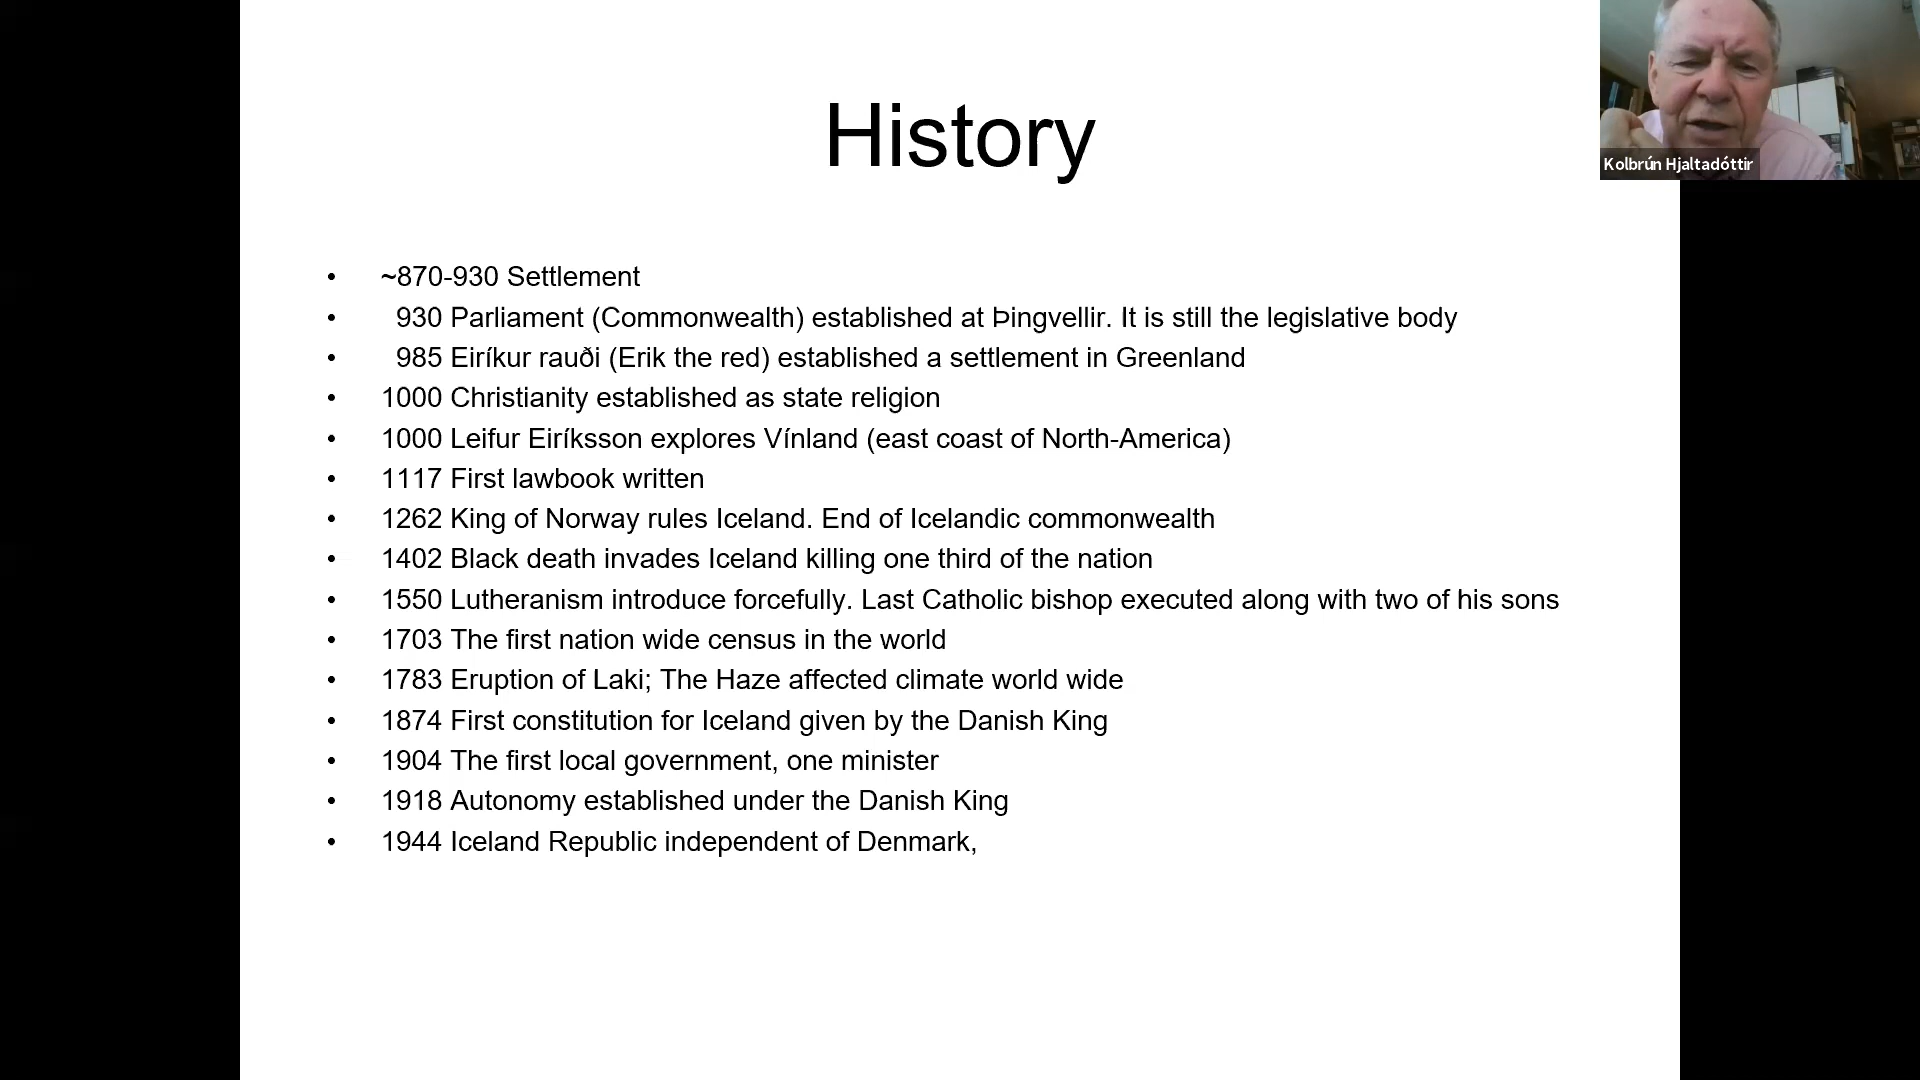 History
Kolbrún Hjaltadóttir
• ~870-930 Settlement
• 930 Parliament (Commonwealth) established at Þingvellir. It is still the legislative body
• 985 Eiríkur rauði (Erik the red) established a settlement in Greenland
• 1000 Christianity established as state religion
• 1000 Leifur Eiríksson explores Vínland (east coast of North-America)
• 1117 First lawbook written
• 1262 King of Norway rules Iceland. End of Icelandic commonwealth
• 1402 Black death invades Iceland killing one third of the nation
• 1550 Lutheranism introduce forcefully. Last Catholic bishop executed along with two of his sons
• 1703 The first nation wide census in the world
• 1783 Eruption of Laki; The Haze affected climate world wide
• 1874 First constitution for Iceland given by the Danish King
• 1904 The first local government, one minister
• 1918 Autonomy established under the Danish King
• 1944 Iceland Republic independent of Denmark,